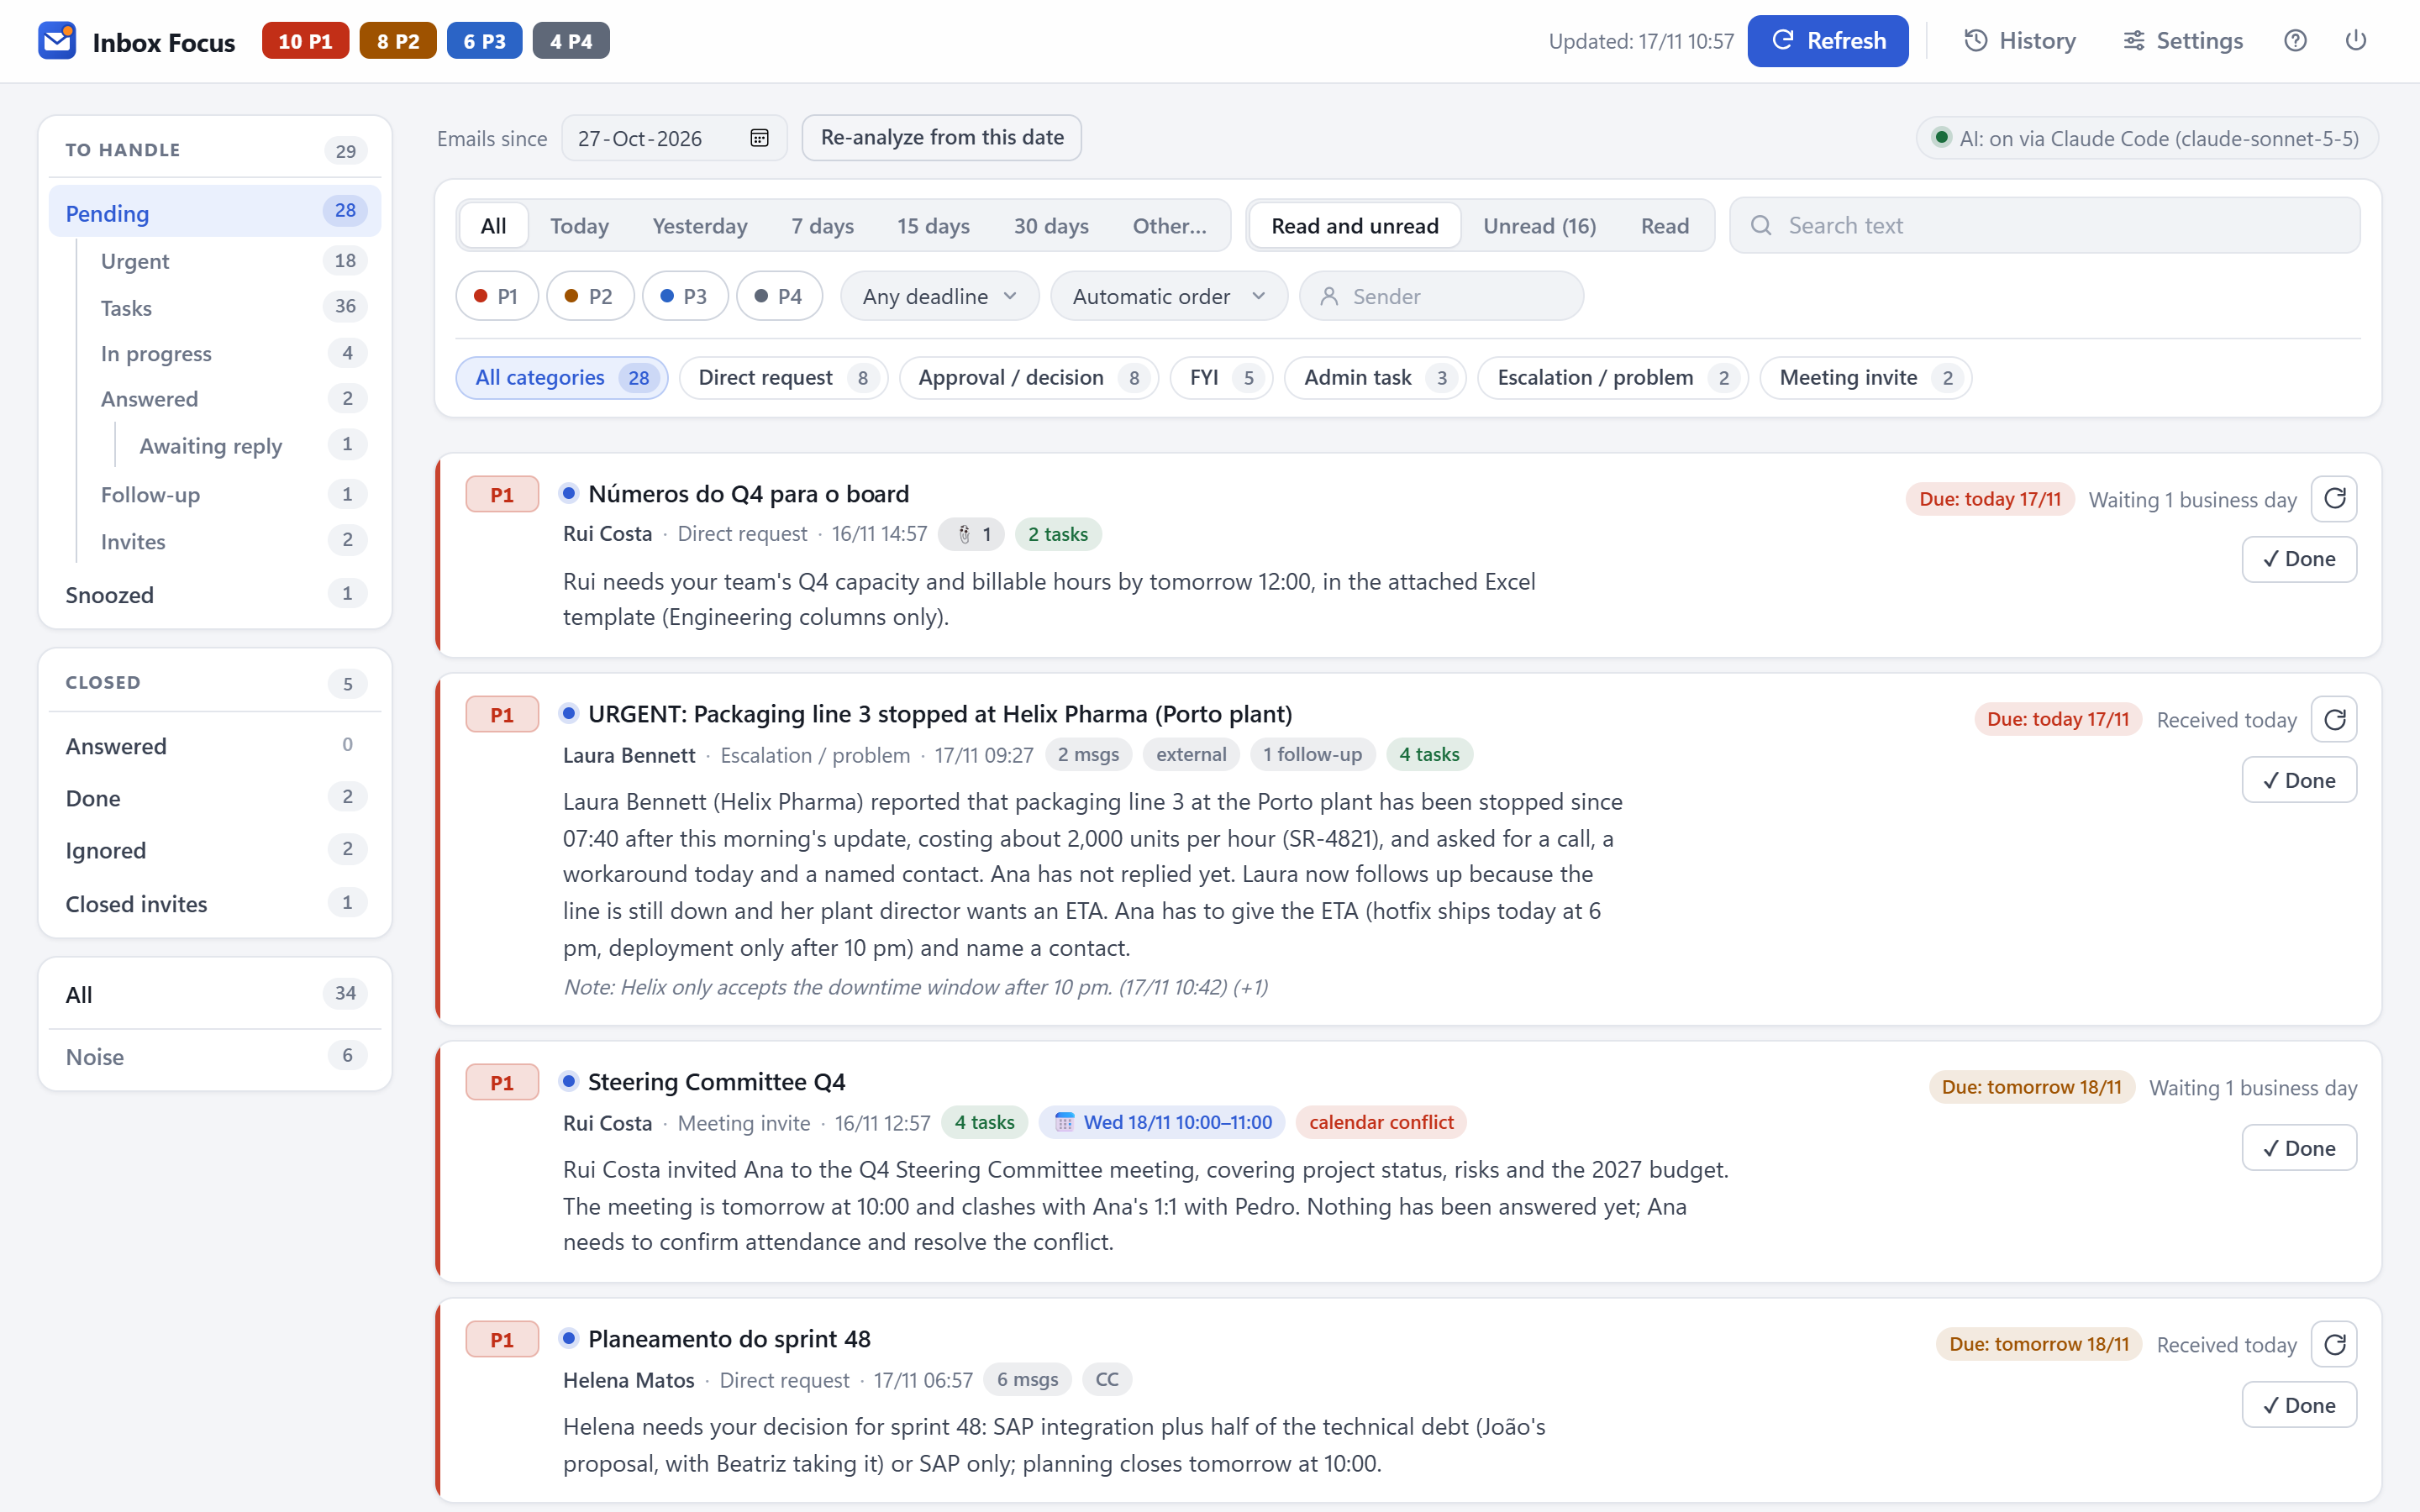 Inbox Focus
10 P1
8 P2
6 P3
4 P4
Updated: 17/11 10:57
Refresh
History
Settings
TO HANDLE 29
Pending 28
Urgent 18
Tasks 36
In progress 4
Answered 2
Awaiting reply 1
Follow-up 1
Invites 2
Snoozed 1
CLOSED 5
Answered 0
Done 2
Ignored 2
Closed invites 1
All 34
Noise 6
Emails since 27-Oct-2026 Re-analyze from this date
AI: on via Claude Code (claude-sonnet-5-5)
All Today Yesterday 7 days 15 days 30 days Other...
Read and unread Unread (16) Read
Search text
P1 P2 P3 P4 Any deadline Automatic order Sender
All categories 28 Direct request 8 Approval / decision 8 FYI 5 Admin task 3 Escalation / problem 2 Meeting invite 2
P1 Números do Q4 para o board
Due: today 17/11 Waiting 1 business day
Rui Costa · Direct request · 16/11 14:57 1 2 tasks
✓ Done
Rui needs your team's Q4 capacity and billable hours by tomorrow 12:00, in the attached Excel
template (Engineering columns only).
P1 URGENT: Packaging line 3 stopped at Helix Pharma (Porto plant)
Due: today 17/11 Received today
Laura Bennett · Escalation / problem · 17/11 09:27 2 msgs external 1 follow-up 4 tasks
✓ Done
Laura Bennett (Helix Pharma) reported that packaging line 3 at the Porto plant has been stopped since
07:40 after this morning's update, costing about 2,000 units per hour (SR-4821), and asked for a call, a
workaround today and a named contact. Ana has not replied yet. Laura now follows up because the
line is still down and her plant director wants an ETA. Ana has to give the ETA (hotfix ships today at 6
pm, deployment only after 10 pm) and name a contact.
Note: Helix only accepts the downtime window after 10 pm. (17/11 10:42) (+1)
P1 Steering Committee Q4
Due: tomorrow 18/11 Waiting 1 business day
Rui Costa · Meeting invite · 16/11 12:57 4 tasks Wed 18/11 10:00–11:00 calendar conflict
✓ Done
Rui Costa invited Ana to the Q4 Steering Committee meeting, covering project status, risks and the 2027 budget.
The meeting is tomorrow at 10:00 and clashes with Ana's 1:1 with Pedro. Nothing has been answered yet; Ana
needs to confirm attendance and resolve the conflict.
P1 Planeamento do sprint 48
Due: tomorrow 18/11 Received today
Helena Matos · Direct request · 17/11 06:57 6 msgs CC
✓ Done
Helena needs your decision for sprint 48: SAP integration plus half of the technical debt (João's
proposal, with Beatriz taking it) or SAP only; planning closes tomorrow at 10:00.